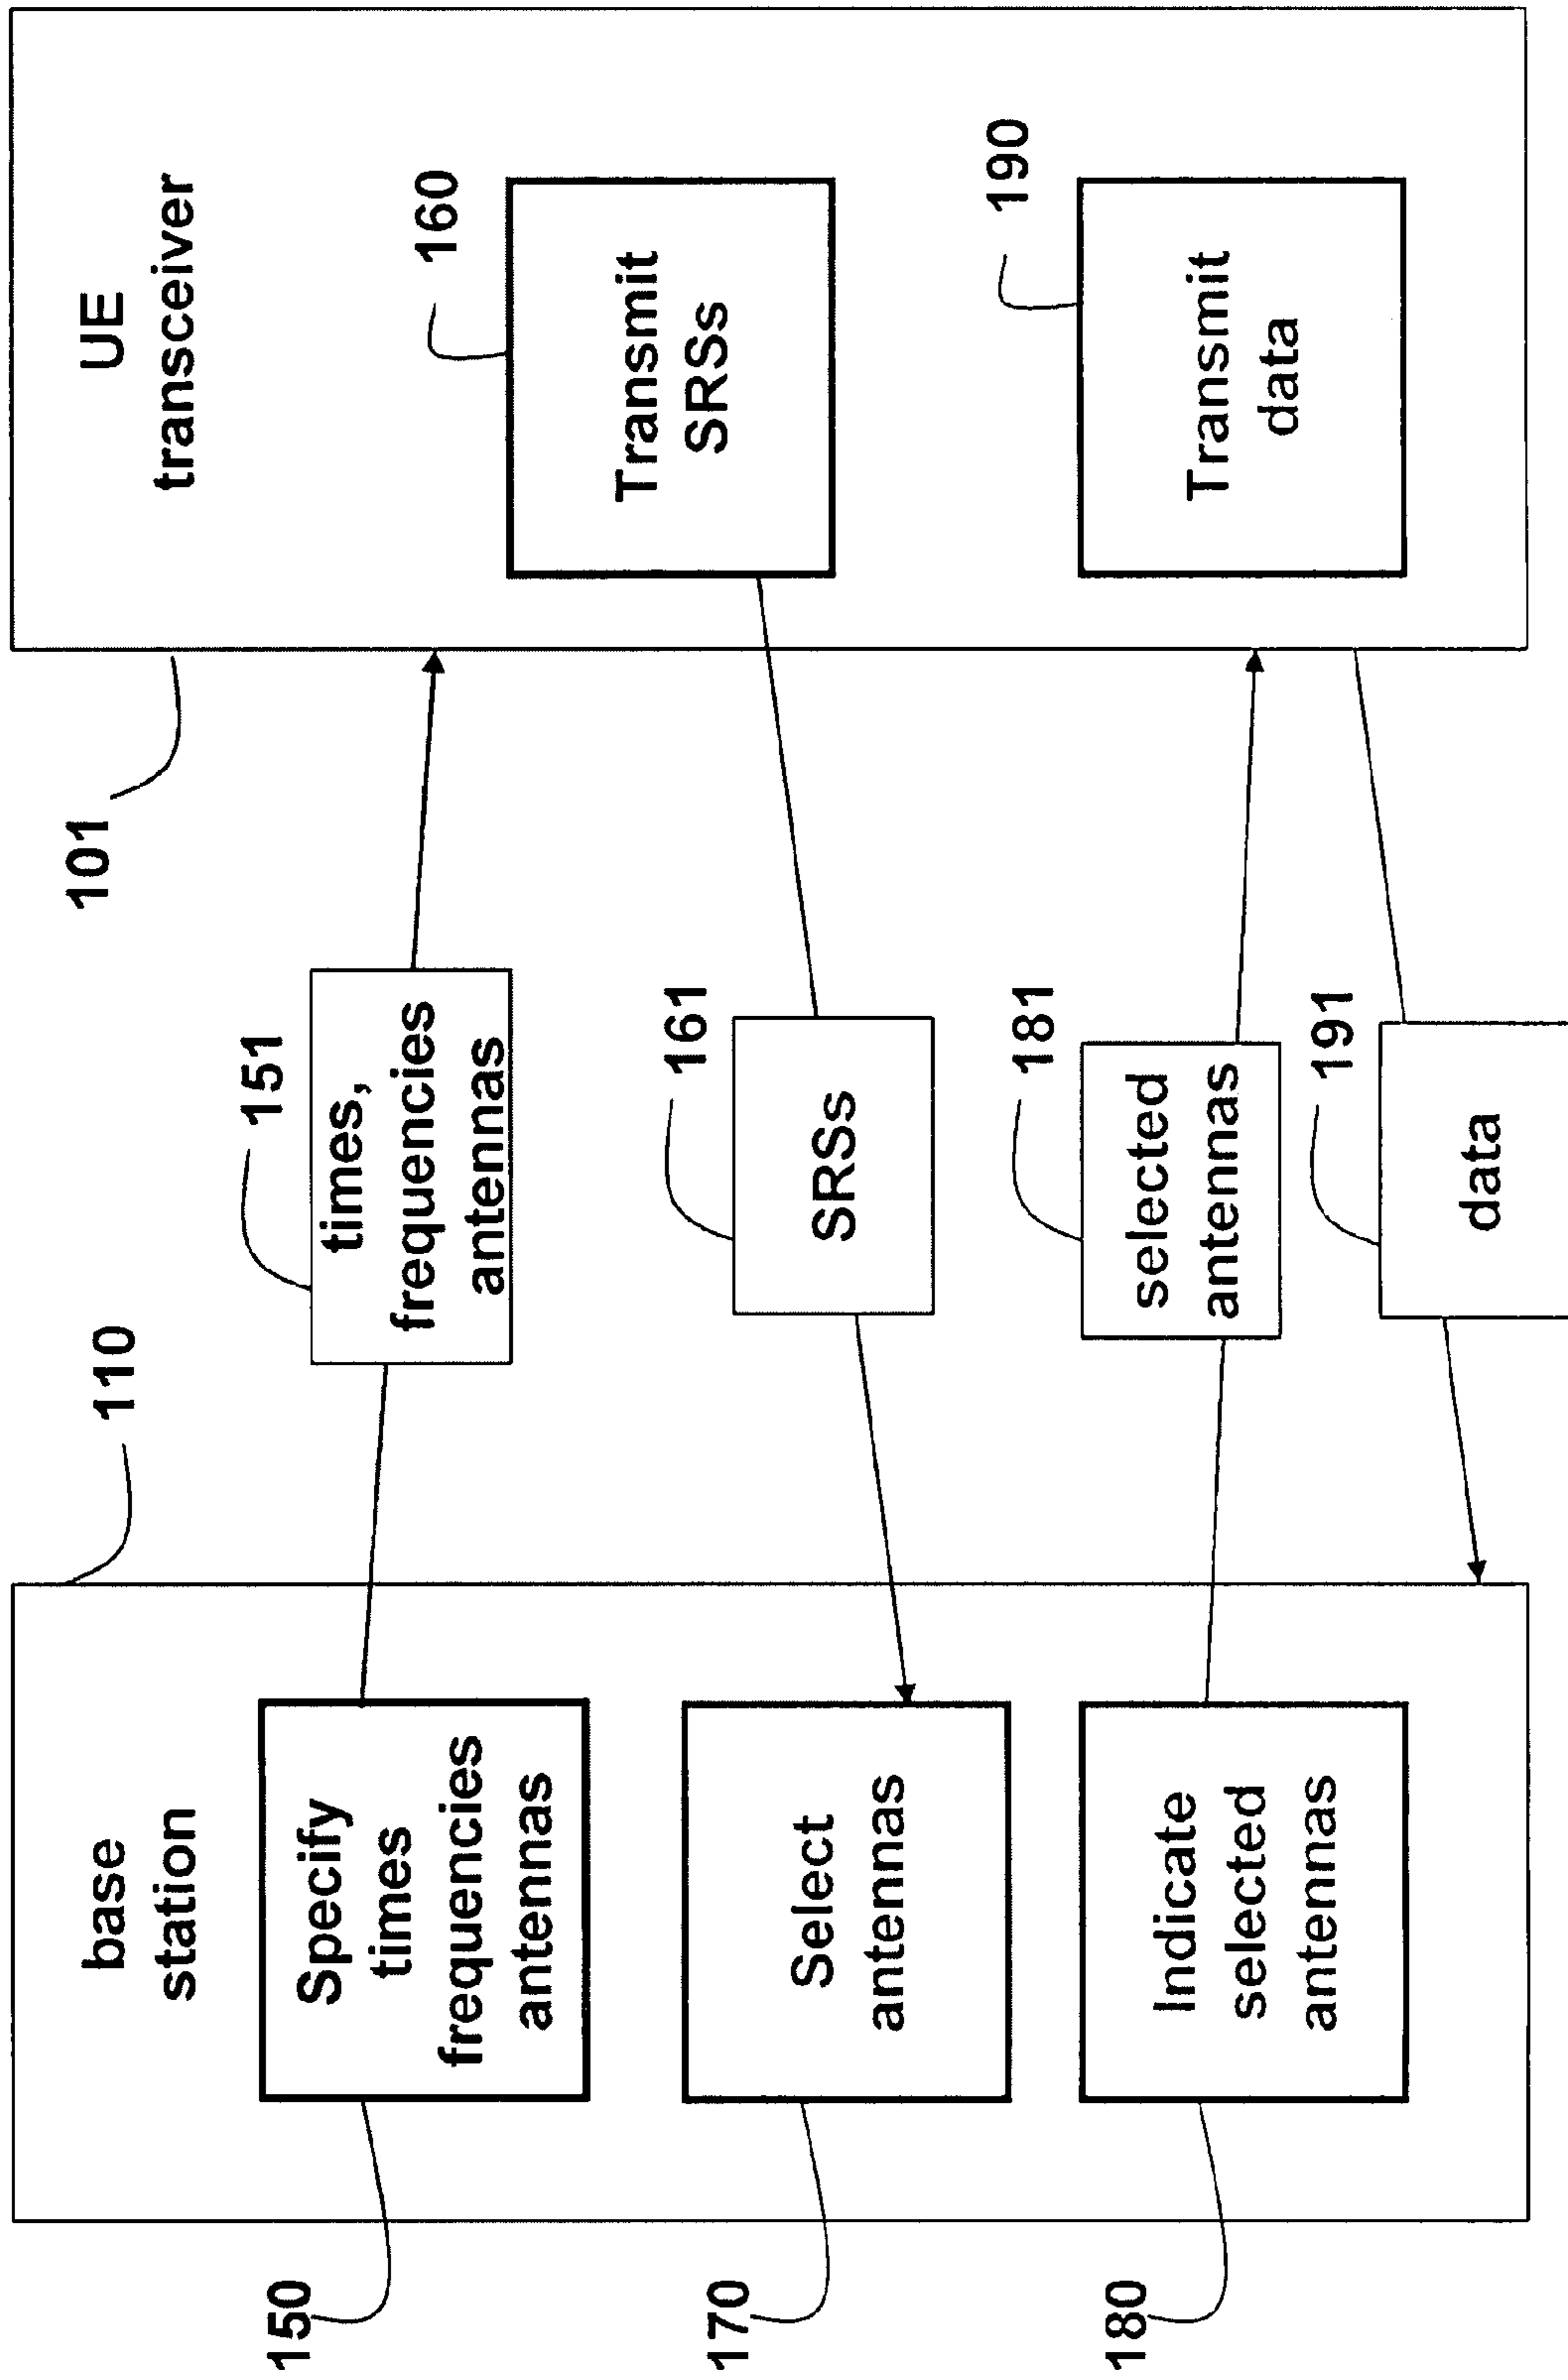 base
station
110
150
Specify
times
frequencies
antennas
170
Select
antennas
180
Indicate
selected
antennas
151
times,
frequencies
antennas
161
SRSs
181
selected
antennas
191
data
101
UE
transceiver
160
Transmit
SRSs
190
Transmit
data